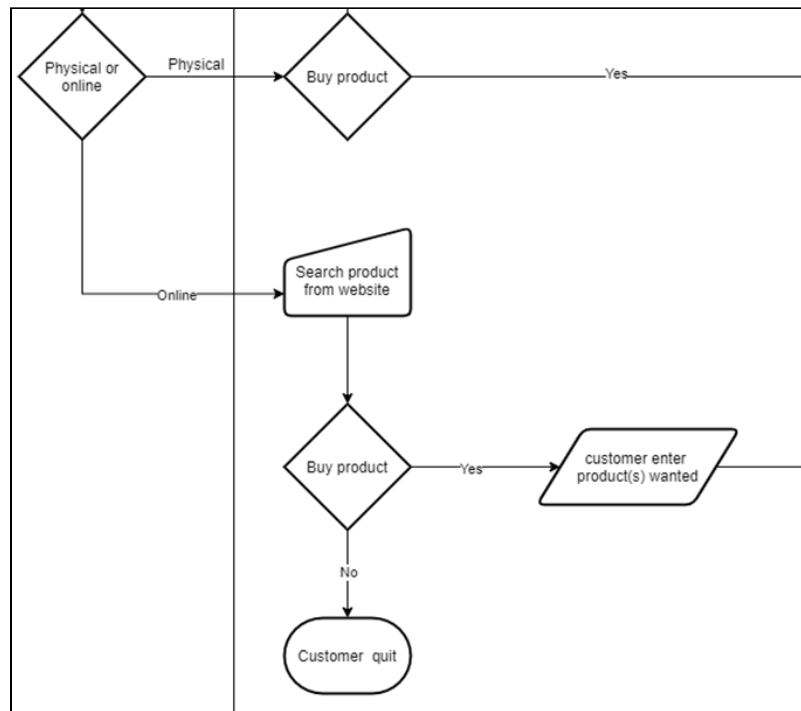 Physical or
online
Physical
Buy product
Yes
Search product
from website
Online
Buy product
Yes
customer enter
product(s) wanted
No
Customer quit